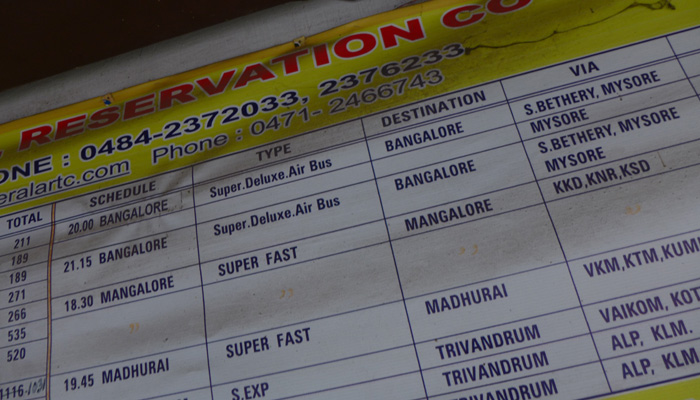 RESERVATION CO
ONE : 0484-2372033, 2376233
eralartc.com Phone : 0471- 2466743
TOTAL SCHEDULE TYPE DESTINATION VIA
211 20.00 BANGALORE Super.Deluxe.Air Bus BANGALORE S.BETHERY, MYSORE
189 MYSORE
189 21.15 BANGALORE Super.Deluxe.Air Bus BANGALORE S.BETHERY, MYSORE
271 MYSORE
266 18.30 MANGALORE SUPER FAST MANGALORE KKD,KNR,KSD
535
520
1116 19.45 MADHURAI SUPER FAST MADHURAI VKM,KTM,KUMI
S.EXP TRIVANDRUM VAIKOM, KOT
TRIVANDRUM ALP, KLM,
TRIVANDRUM ALP, KLM,